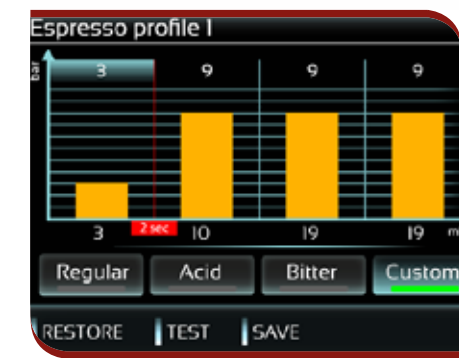 Espresso profile 1
bar
3 9 9 9
3 2 sec 10 19 19 m
Regular Acid Bitter Custom
RESTORE TEST SAVE